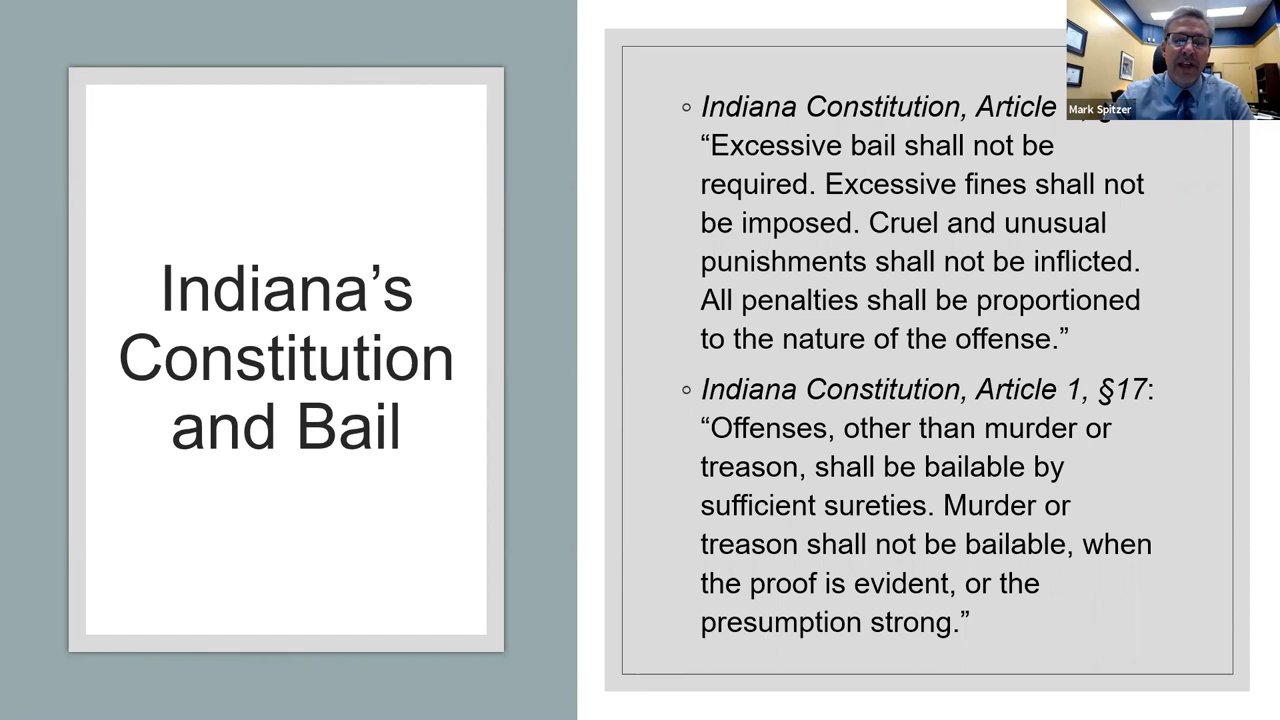 Indiana’s
Constitution
and Bail
◦ Indiana Constitution, Article
“Excessive bail shall not be
required. Excessive fines shall not
be imposed. Cruel and unusual
punishments shall not be inflicted.
All penalties shall be proportioned
to the nature of the offense.”
◦ Indiana Constitution, Article 1, §17:
“Offenses, other than murder or
treason, shall be bailable by
sufficient sureties. Murder or
treason shall not be bailable, when
the proof is evident, or the
presumption strong.”
Mark Spitzer